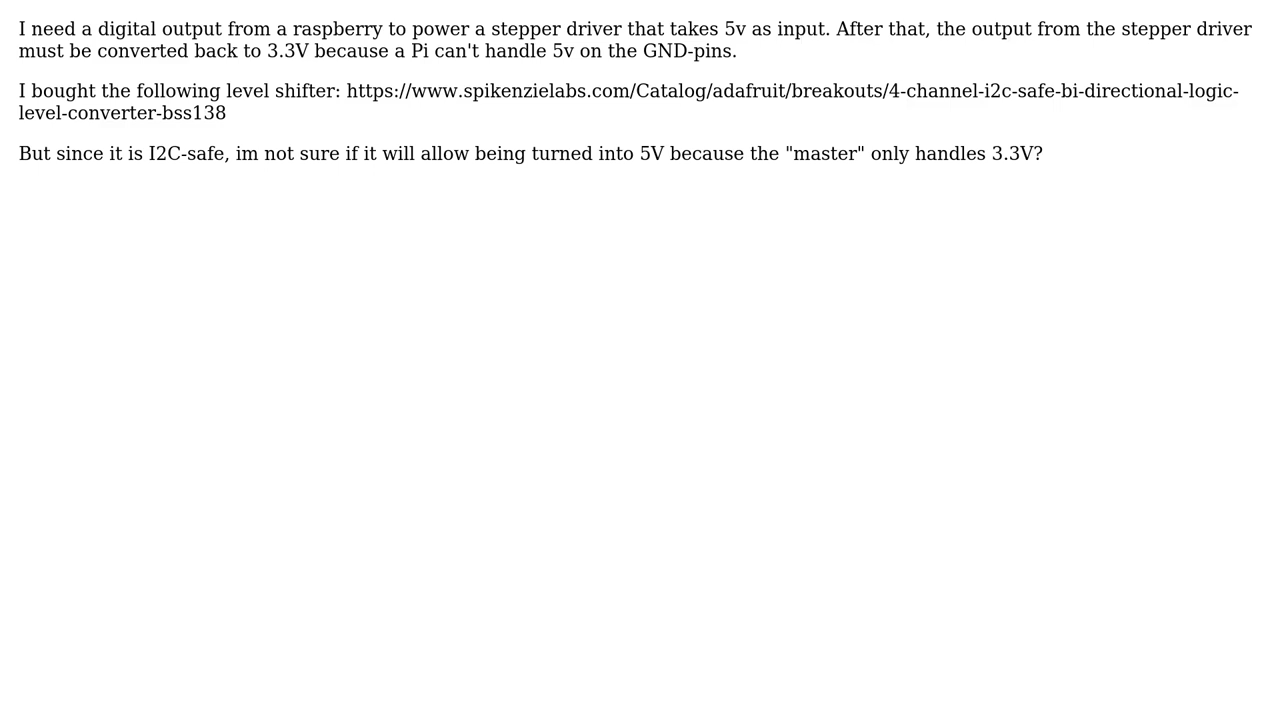 I need a digital output from a raspberry to power a stepper driver that takes 5v as input. After that, the output from the stepper driver
must be converted back to 3.3V because a Pi can't handle 5v on the GND-pins.
I bought the following level shifter: https://www.spikenzielabs.com/Catalog/adafruit/breakouts/4-channel-i2c-safe-bi-directional-logic-
level-converter-bss138
But since it is I2C-safe, im not sure if it will allow being turned into 5V because the "master" only handles 3.3V?